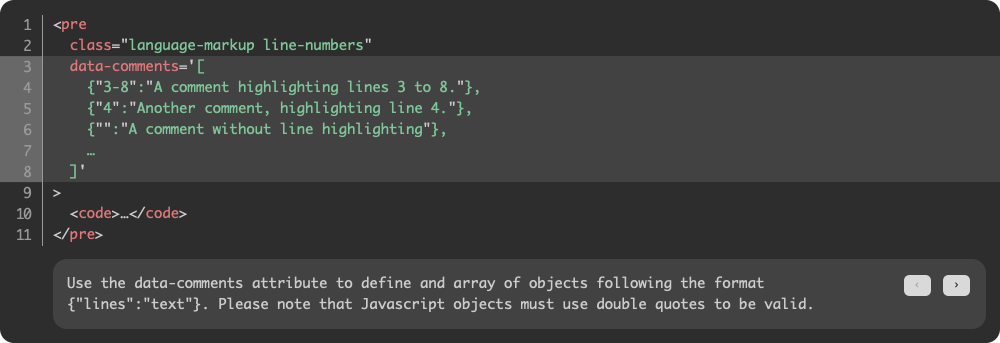 1 <pre
2 class="language-markup line-numbers"
3 data-comments='[
4 {"3-8":"A comment highlighting lines 3 to 8."},
5 {"4":"Another comment, highlighting line 4."},
6 {"":"A comment without line highlighting"},
7 …
8 ]'
9 >
10 <code>…</code>
11 </pre>
Use the data-comments attribute to define and array of objects following the format
{"lines":"text"}. Please note that Javascript objects must use double quotes to be valid.
‹ ›